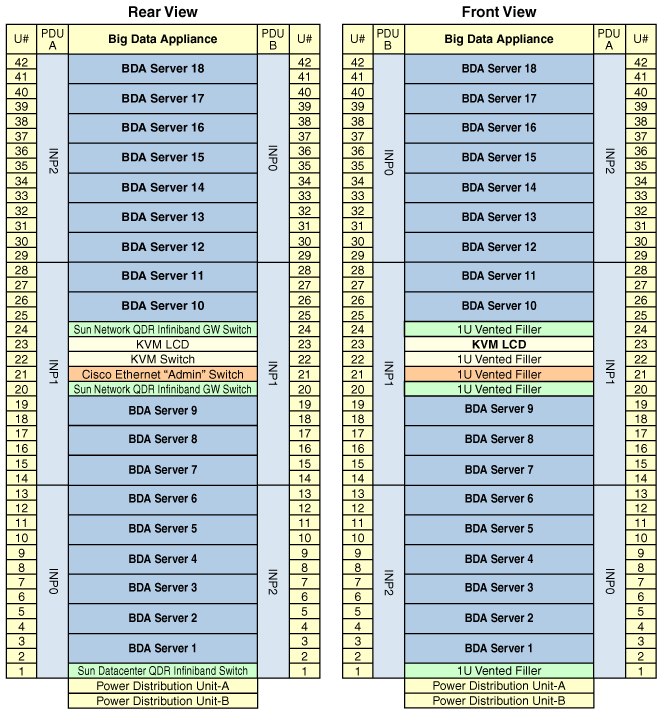 Rear View
U# PDU A Big Data Appliance PDU B U#
42 BDA Server 18 42
41 41
40 BDA Server 17 40
39 39
38 BDA Server 16 38
37 37
36 BDA Server 15 36
35 35
34 BDA Server 14 34
33 33
32 BDA Server 13 32
31 31
30 BDA Server 12 30
29 29
INP2 INP0
28 BDA Server 11 28
27 27
26 BDA Server 10 26
25 25
24 Sun Network QDR Infiniband GW Switch 24
23 KVM LCD 23
22 KVM Switch 22
21 Cisco Ethernet “Admin” Switch 21
20 Sun Network QDR Infiniband GW Switch 20
19 BDA Server 9 19
18 18
17 BDA Server 8 17
16 16
15 BDA Server 7 15
14 14
INP1 INP1
13 BDA Server 6 13
12 12
11 BDA Server 5 11
10 10
9 BDA Server 4 9
8 8
7 BDA Server 3 7
6 6
5 BDA Server 2 5
4 4
3 BDA Server 1 3
2 2
1 Sun Datacenter QDR Infiniband Switch 1
INP0 INP2
Power Distribution Unit-A
Power Distribution Unit-B
Front View
U# PDU B Big Data Appliance PDU A U#
42 BDA Server 18 42
41 41
40 BDA Server 17 40
39 39
38 BDA Server 16 38
37 37
36 BDA Server 15 36
35 35
34 BDA Server 14 34
33 33
32 BDA Server 13 32
31 31
30 BDA Server 12 30
29 29
INP0 INP2
28 BDA Server 11 28
27 27
26 BDA Server 10 26
25 25
24 1U Vented Filler 24
23 KVM LCD 23
22 1U Vented Filler 22
21 1U Vented Filler 21
20 1U Vented Filler 20
19 BDA Server 9 19
18 18
17 BDA Server 8 17
16 16
15 BDA Server 7 15
14 14
INP1 INP1
13 BDA Server 6 13
12 12
11 BDA Server 5 11
10 10
9 BDA Server 4 9
8 8
7 BDA Server 3 7
6 6
5 BDA Server 2 5
4 4
3 BDA Server 1 3
2 2
1 1U Vented Filler 1
INP2 INP0
Power Distribution Unit-A
Power Distribution Unit-B